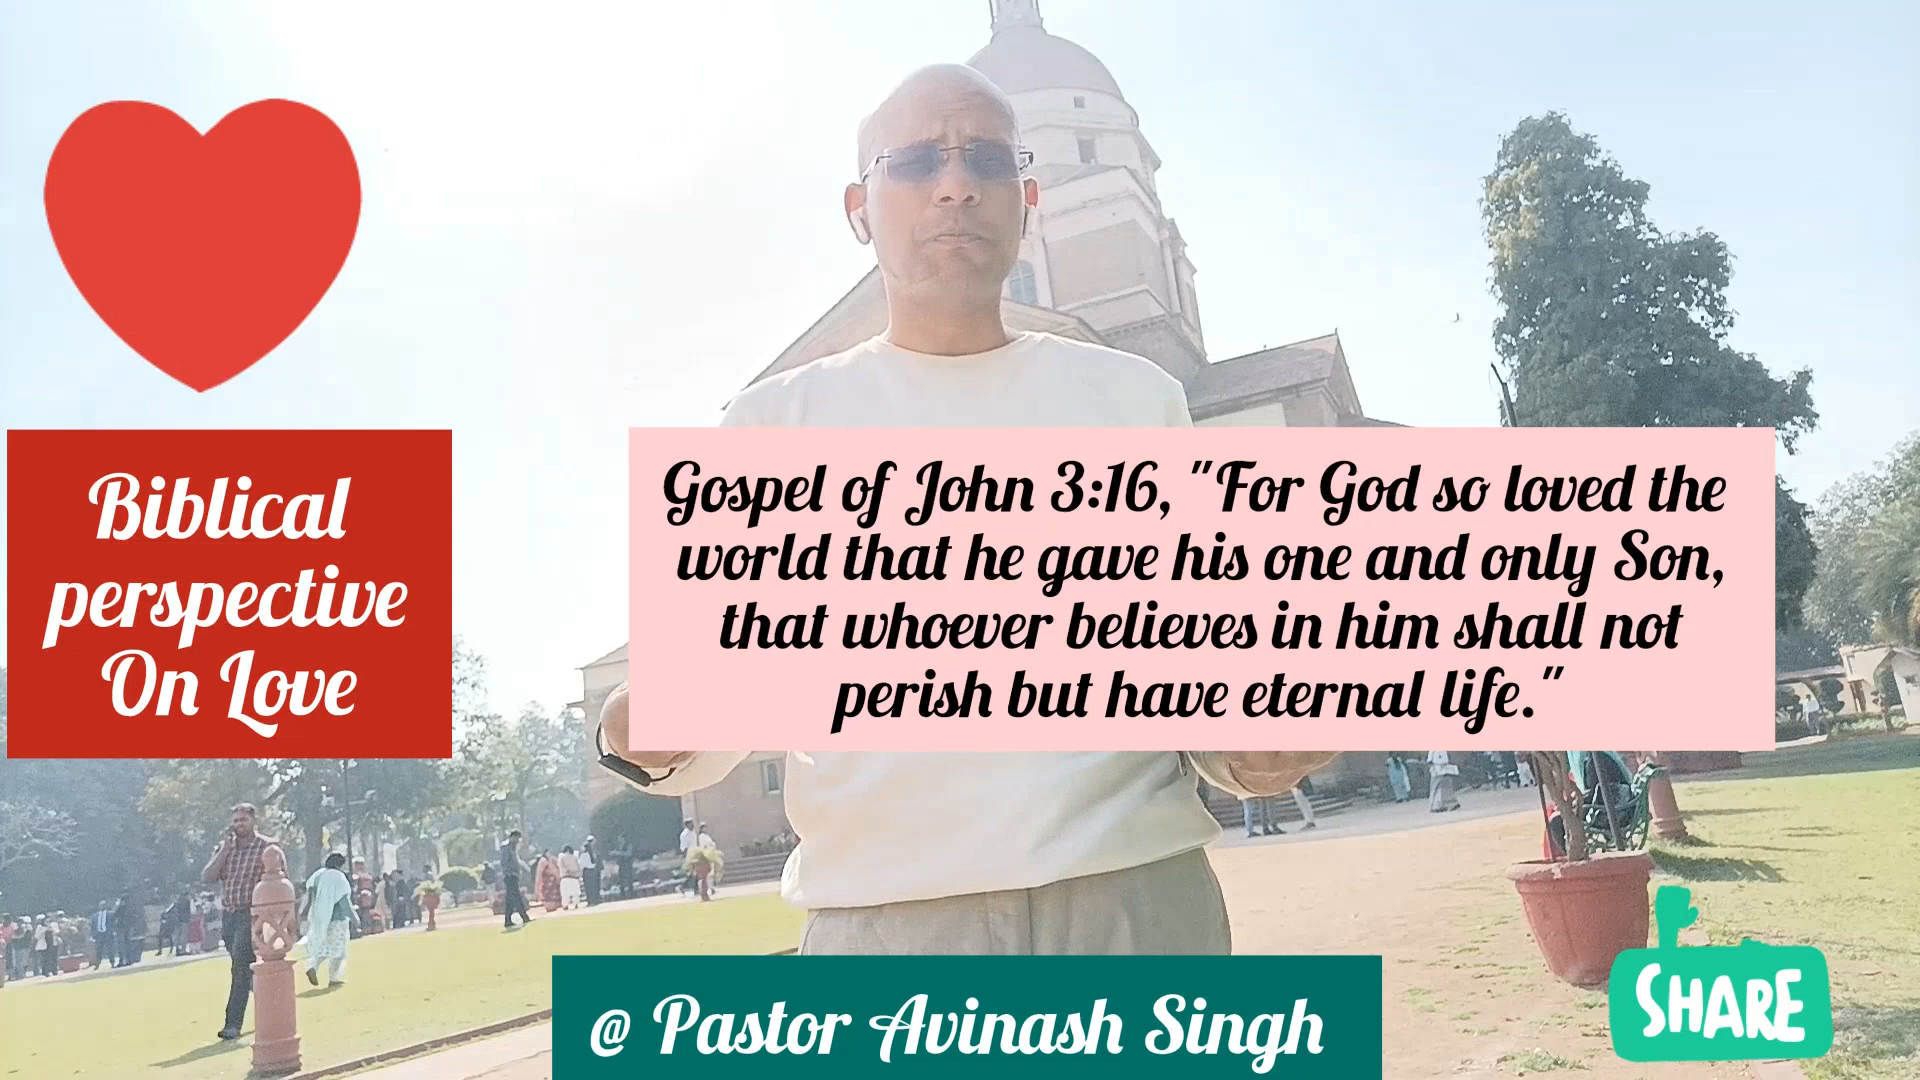 Biblical
perspective
On Love
Gospel of John 3:16, "For God so loved the
world that he gave his one and only Son,
that whoever believes in him shall not
perish but have eternal life."
@ Pastor Avinash Singh
SHARE